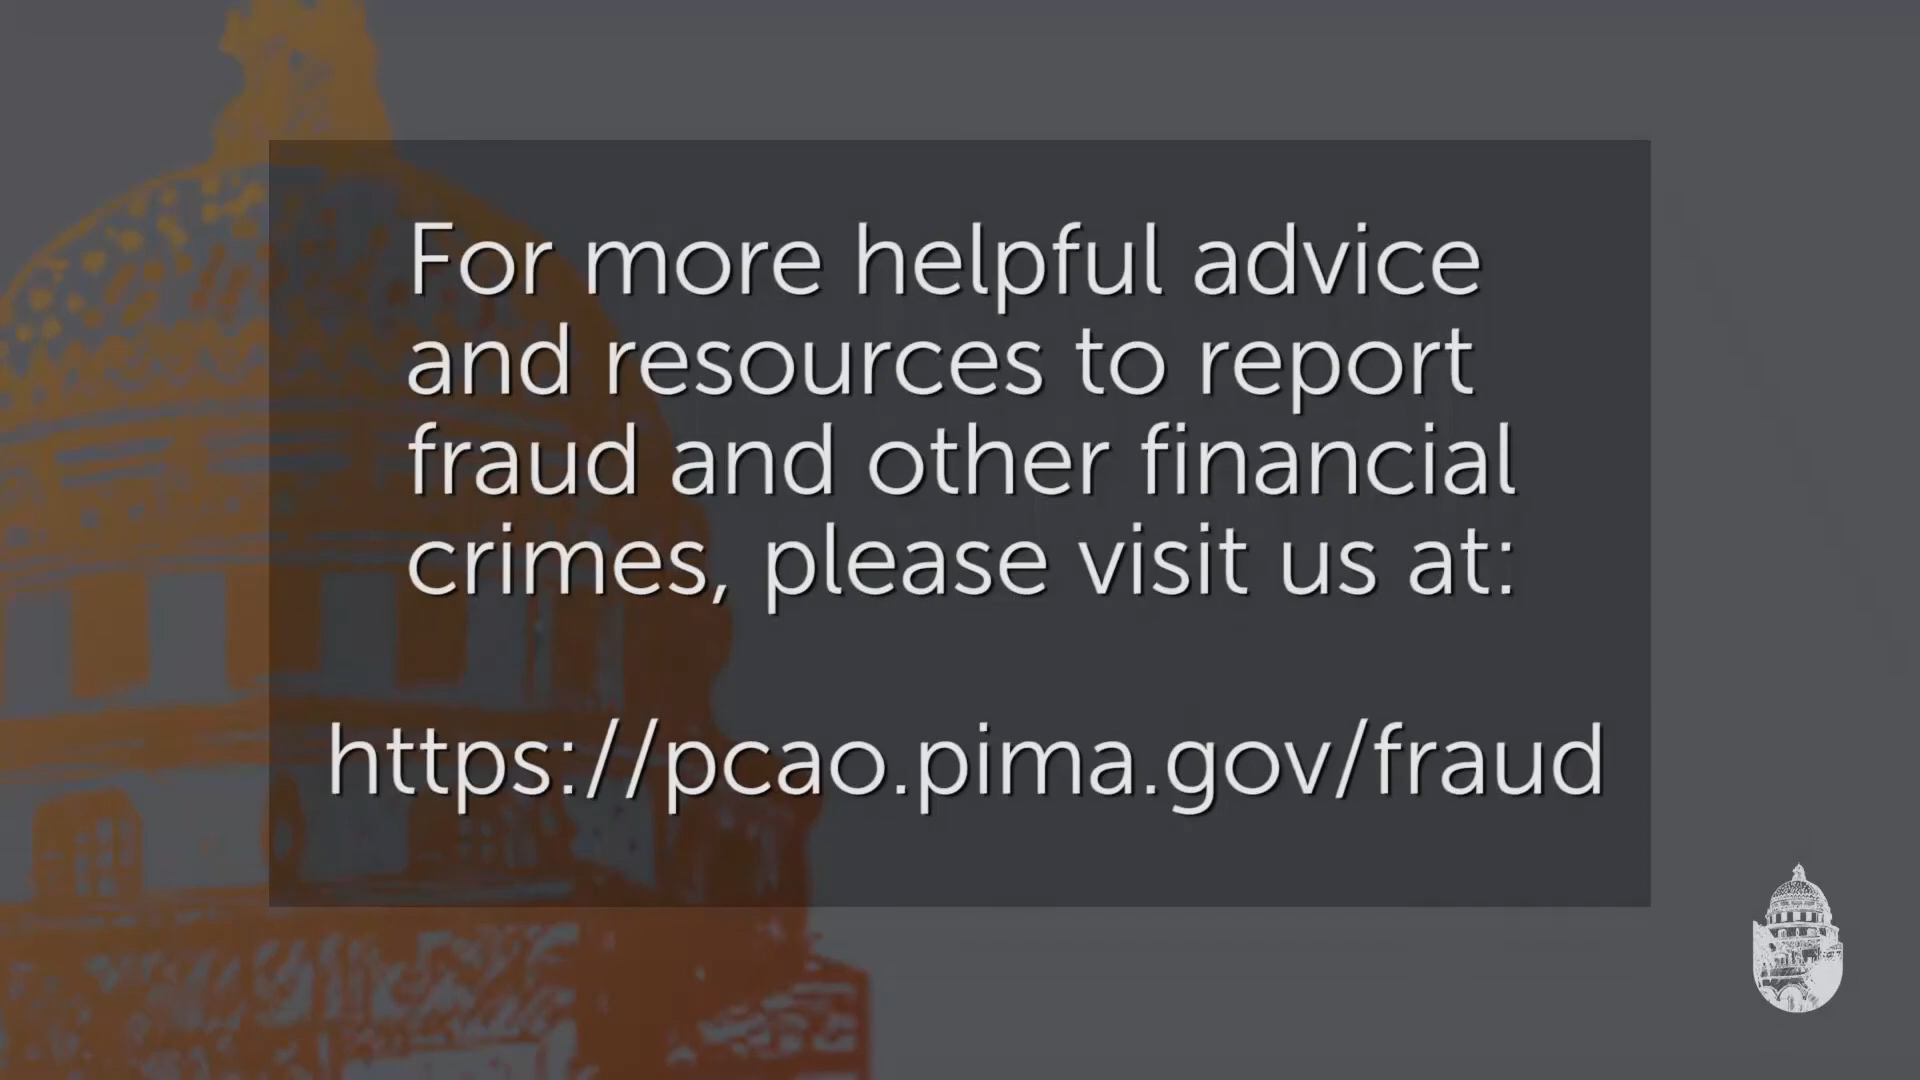 For more helpful advice
and resources to report
fraud and other financial
crimes, please visit us at:
https://pcao.pima.gov/fraud